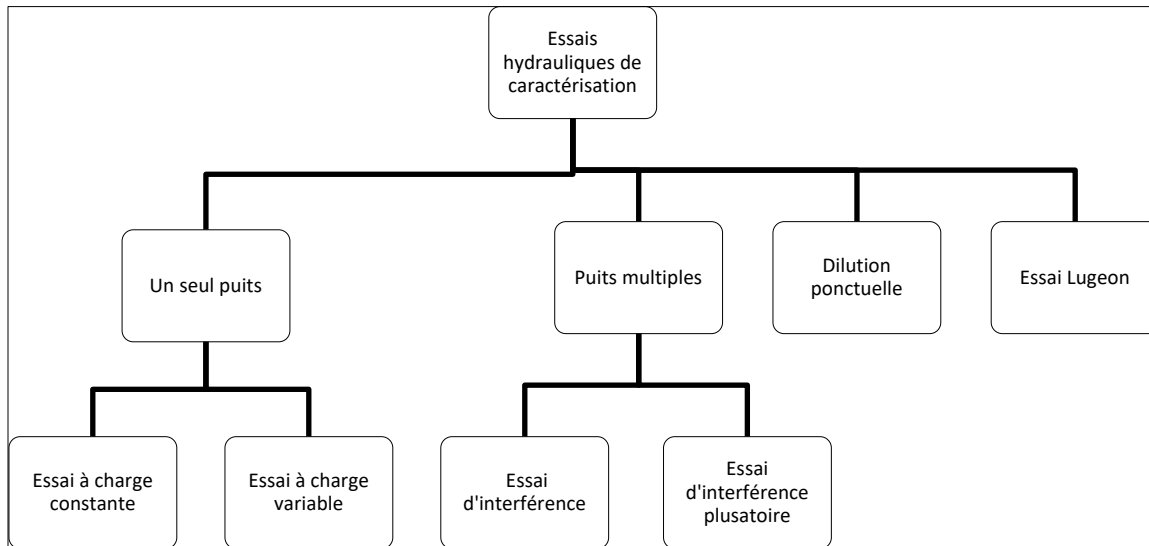 Essais
hydrauliques de
caractérisation
Un seul puits
Puits multiples
Dilution
ponctuelle
Essai Lugeon
Essai à charge
constante
Essai à charge
variable
Essai
d'interférence
Essai
d'interférence
plusatoire